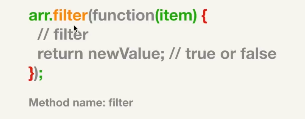 arr.filter(function(item) {
// filter
return newValue; // true or false
});
Method name: filter